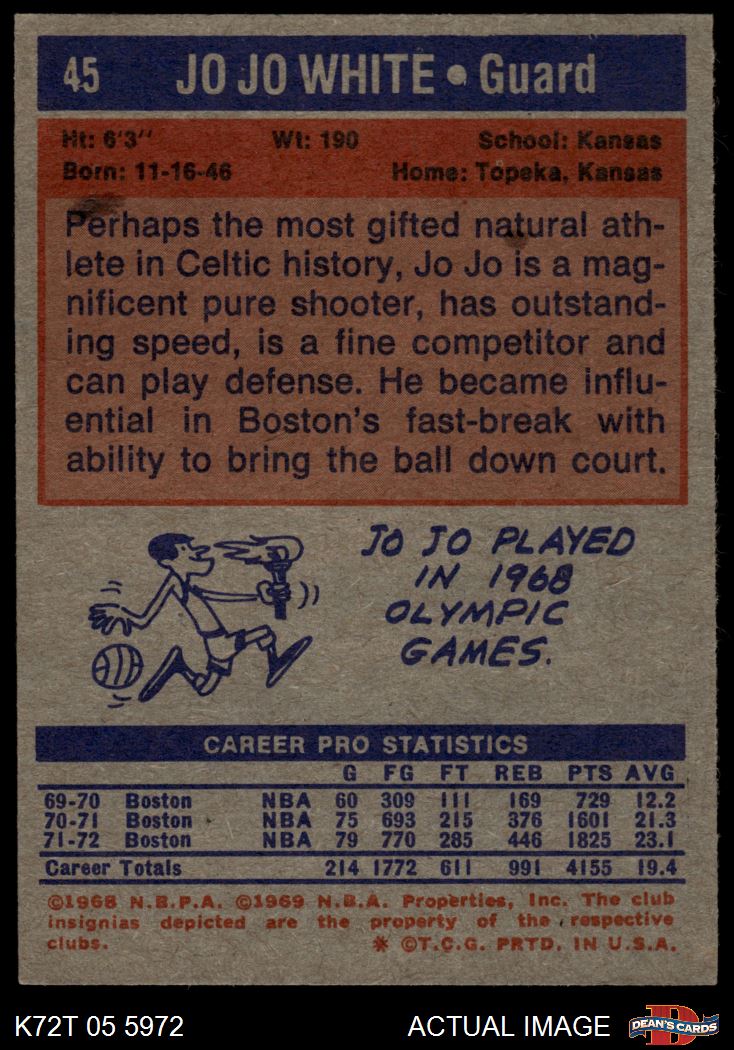 45 JO JO WHITE • Guard
Ht: 6'3" Wt: 190 School: Kansas
Born: 11-16-46 Home: Topeka, Kansas
Perhaps the most gifted natural ath-
lete in Celtic history, Jo Jo is a mag-
nificent pure shooter, has outstand-
ing speed, is a fine competitor and
can play defense. He became influ-
ential in Boston's fast-break with
ability to bring the ball down court.
JO JO PLAYED
IN 1968
OLYMPIC
GAMES.
CAREER PRO STATISTICS
G FG FT REB PTS AVG
69-70 Boston NBA 60 309 111 169 729 12.2
70-71 Boston NBA 75 693 215 376 1601 21.3
71-72 Boston NBA 79 770 285 446 1825 23.1
Career Totals 214 1772 611 991 4155 19.4
©1968 N.B.P.A. ©1969 N.B.A. Properties, Inc. The club
insignias depicted are the property of the respective
clubs. * ©T.C.G. PRTD. IN U.S.A.
K72T 05 5972 ACTUAL IMAGE DEAN'S CARDS